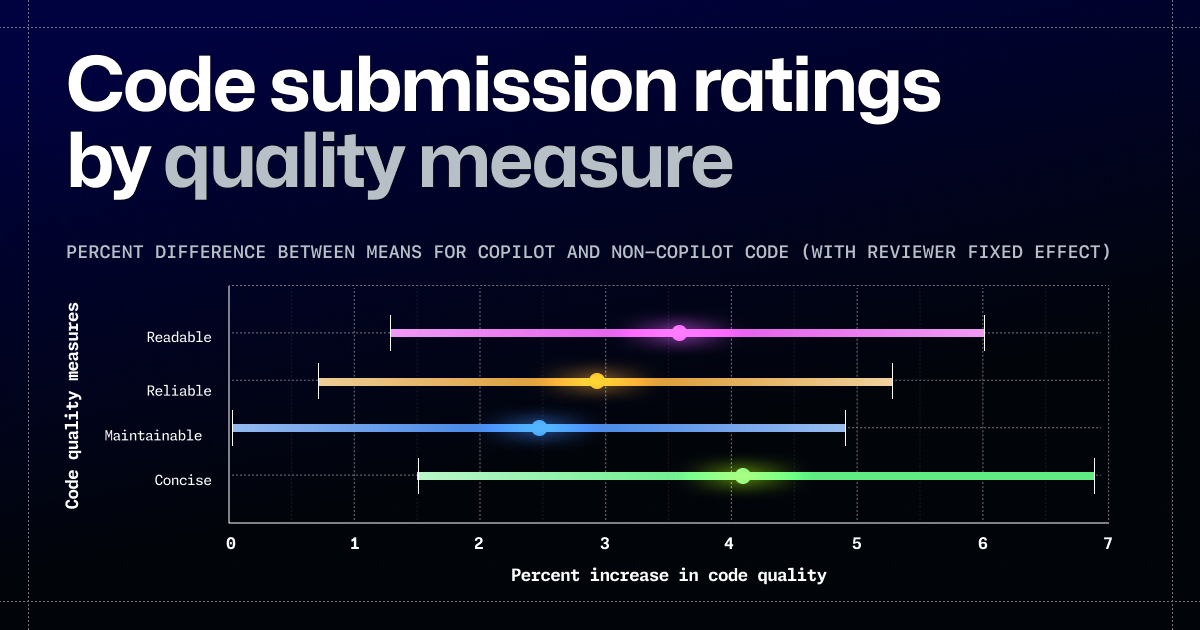 Code submission ratings
by quality measure
PERCENT DIFFERENCE BETWEEN MEANS FOR COPILOT AND NON–COPILOT CODE (WITH REVIEWER FIXED EFFECT)
Code quality measures
Readable
Reliable
Maintainable
Concise
0 1 2 3 4 5 6 7
Percent increase in code quality